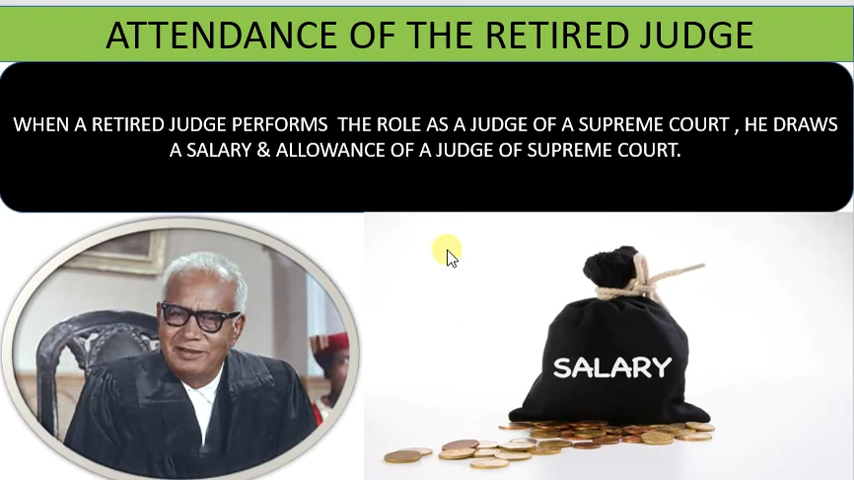 ATTENDANCE OF THE RETIRED JUDGE
WHEN A RETIRED JUDGE PERFORMS THE ROLE AS A JUDGE OF A SUPREME COURT , HE DRAWS
A SALARY & ALLOWANCE OF A JUDGE OF SUPREME COURT.
SALARY